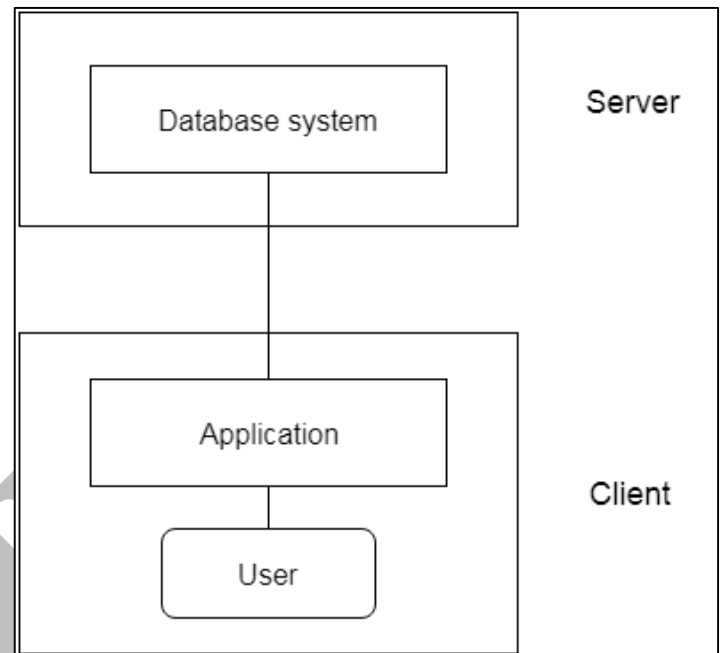 Server
Database system
Application
Client
User